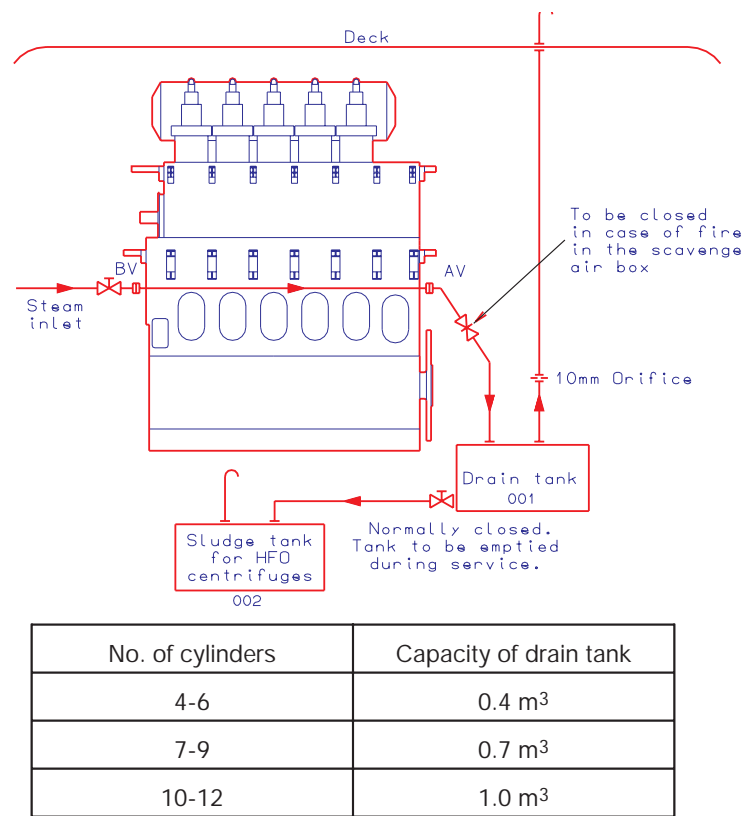 Deck
To be closed
in case of fire
in the scavenge
air box
BV
AV
Steam
inlet
10mm Orifice
Drain tank
001
Normally closed.
Tank to be emptied
during service.
Sludge tank
for HFO
centrifuges
002
No. of cylinders Capacity of drain tank
4-6 0.4 m³
7-9 0.7 m³
10-12 1.0 m³